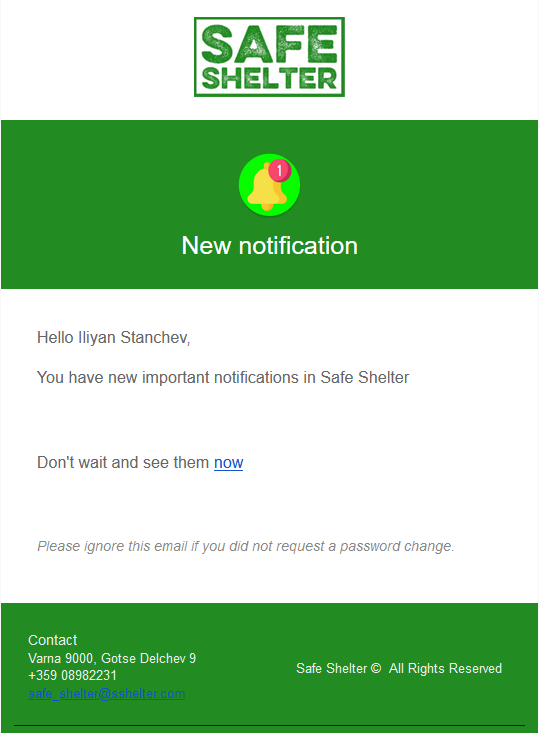 SAFE
SHELTER
1
New notification
Hello Iliyan Stanchev,
You have new important notifications in Safe Shelter
Don't wait and see them now
Please ignore this email if you did not request a password change.
Contact
Varna 9000, Gotse Delchev 9
+359 08982231
safe_shelter@sshelter.com
Safe Shelter © All Rights Reserved